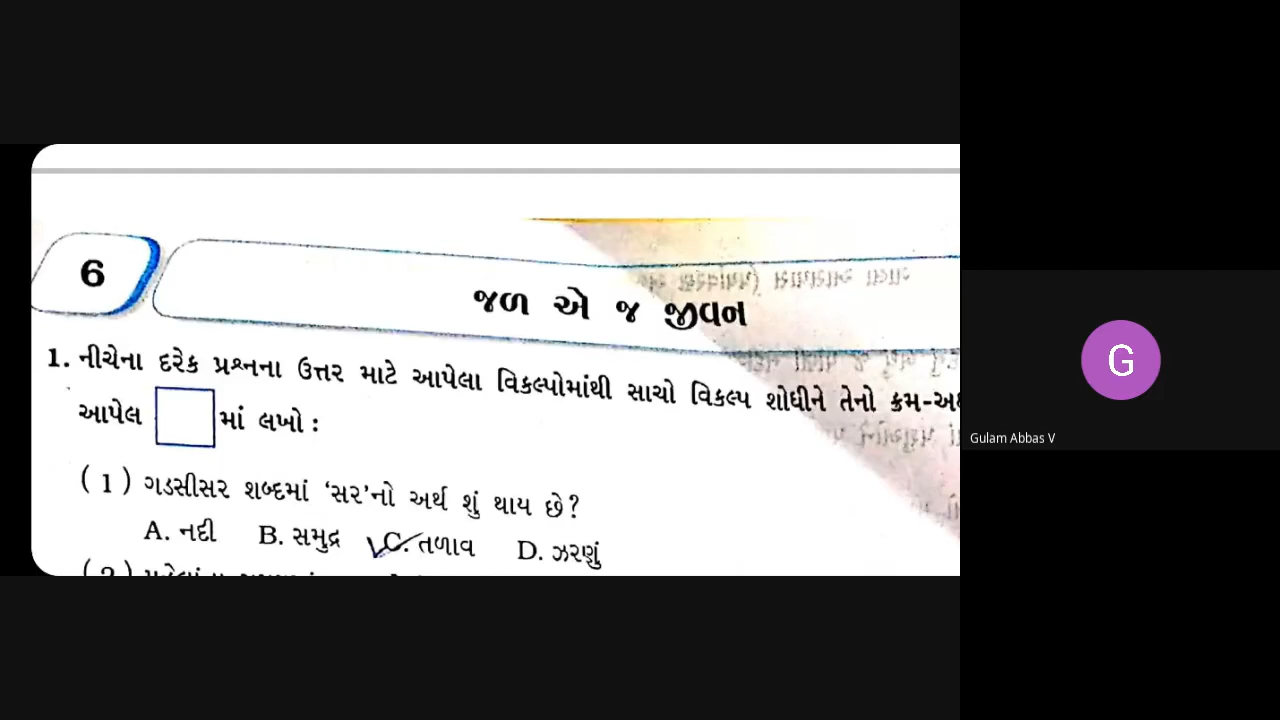 6
જળ એ જ જીવન
1. નીચેના દરેક પ્રશ્નના ઉત્તર માટે આપેલા વિકલ્પોમાંથી સાચો વિકલ્પ શોધીને તેનો ક્રમ-
આપેલ માં લખો :
( 1 ) ગડસીસર શબ્દમાં ‘સર’નો અર્થ શું થાય છે?
A. નદી B. સમુદ્ર C. તળાવ D. ઝરણું
G
Gulam Abbas V